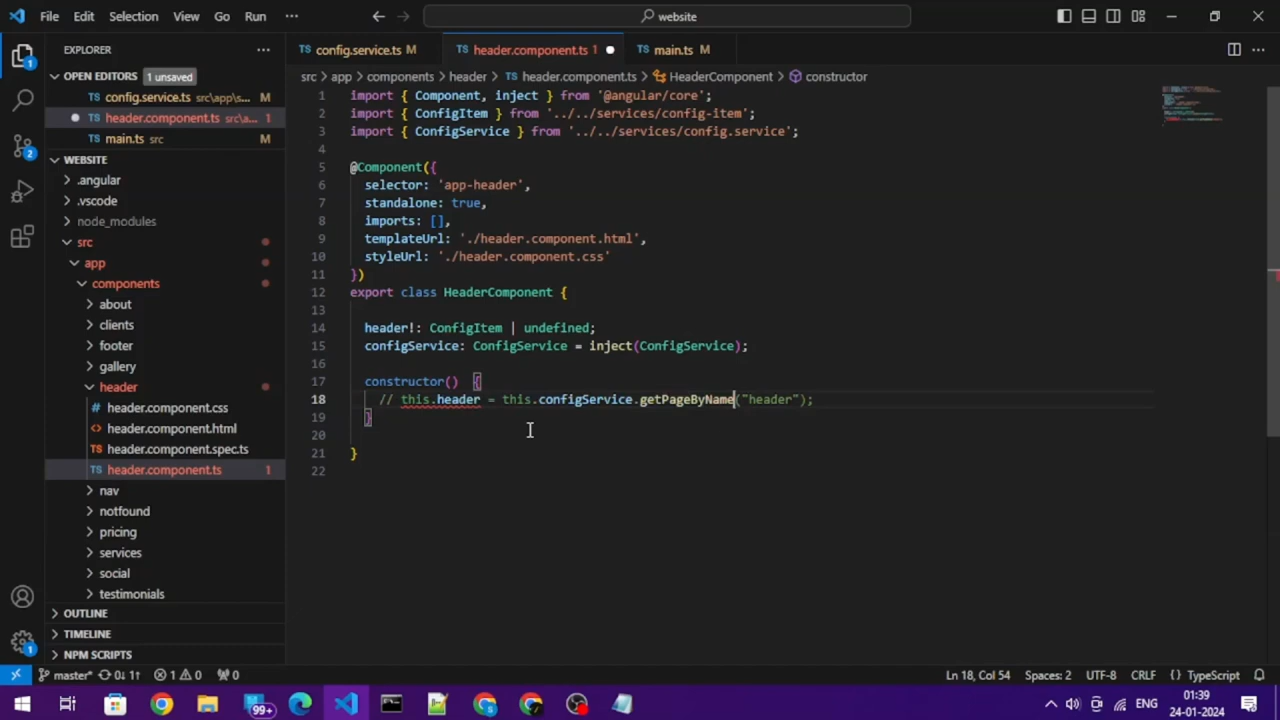 File Edit Selection View Go Run ··· website
EXPLORER ···
OPEN EDITORS 1 unsaved
TS config.service.ts src\app\s... M
TS header.component.ts src\a... 1
TS main.ts src M
WEBSITE
.angular
.vscode
node_modules
src
app
components
about
clients
footer
gallery
header
# header.component.css
<> header.component.html
TS header.component.spec.ts
TS header.component.ts 1
nav
notfound
pricing
services
social
testimonials
OUTLINE
TIMELINE
NPM SCRIPTS
TS config.service.ts M TS header.component.ts 1 TS main.ts M
src > app > components > header > TS header.component.ts > HeaderComponent > constructor
1 import { Component, inject } from '@angular/core';
2 import { ConfigItem } from '../../services/config-item';
3 import { ConfigService } from '../../services/config.service';
4
5 @Component({
6 selector: 'app-header',
7 standalone: true,
8 imports: [],
9 templateUrl: './header.component.html',
10 styleUrl: './header.component.css'
11 })
12 export class HeaderComponent {
13
14 header!: ConfigItem | undefined;
15 configService: ConfigService = inject(ConfigService);
16
17 constructor() {
18 // this.header = this.configService.getPageByName("header");
19 }
20
21 }
22
master* 0↓ 1↑ 1 0 0 Ln 18, Col 54 Spaces: 2 UTF-8 CRLF {} TypeScript
99+ ENG 01:39
24-01-2024